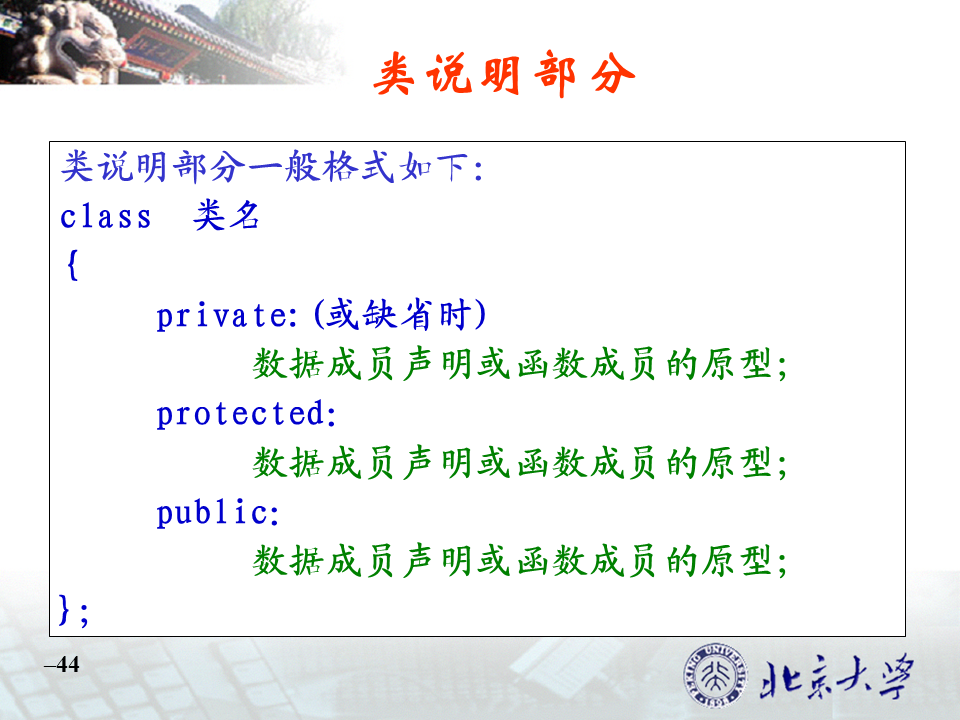 类说明部分
类说明部分一般格式如下：
class 类名
{
private：(或缺省时)
数据成员声明或函数成员的原型；
protected：
数据成员声明或函数成员的原型；
public：
数据成员声明或函数成员的原型；
}；
–44
PEKING UNIVERSITY
1898
北京大学